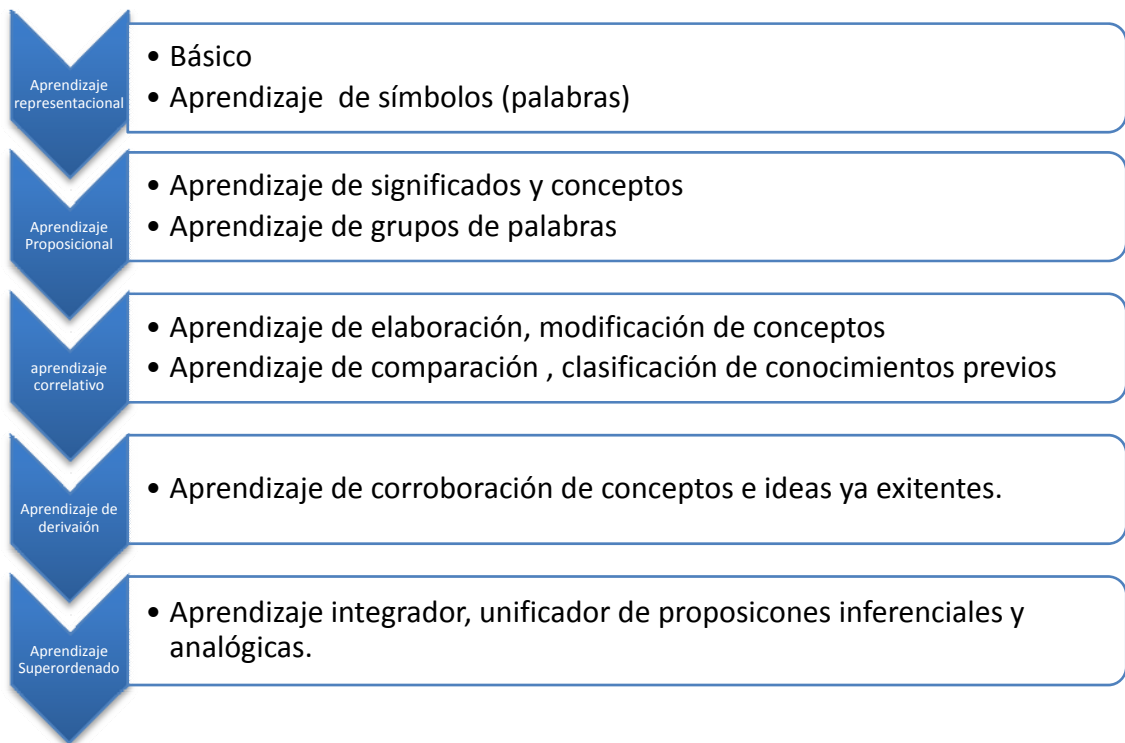 Aprendizaje
representacional
• Básico
• Aprendizaje de símbolos (palabras)
Aprendizaje
Proposicional
• Aprendizaje de significados y conceptos
• Aprendizaje de grupos de palabras
aprendizaje
correlativo
• Aprendizaje de elaboración, modificación de conceptos
• Aprendizaje de comparación , clasificación de conocimientos previos
Aprendizaje de
derivaión
• Aprendizaje de corroboración de conceptos e ideas ya exitentes.
Aprendizaje
Superordenado
• Aprendizaje integrador, unificador de proposicones inferenciales y
analógicas.